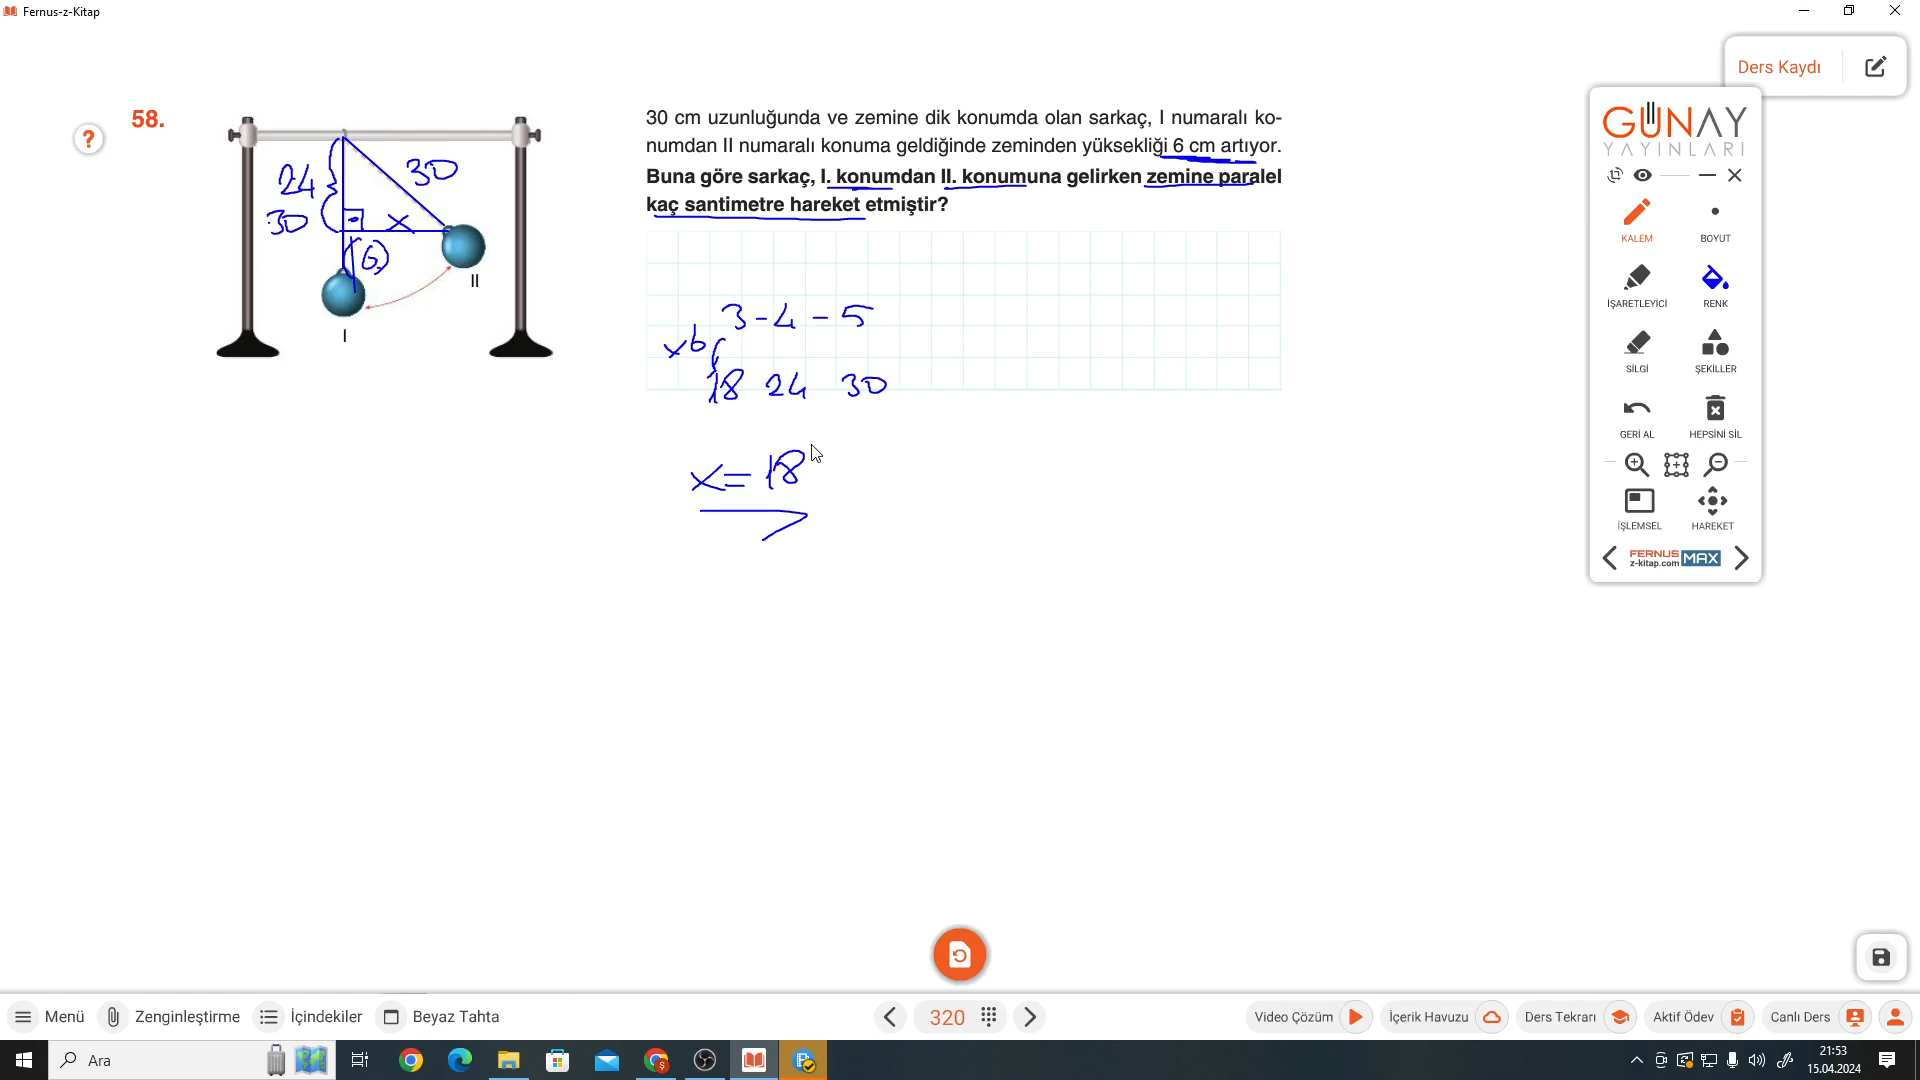 Fernus-z-Kitap
Ders Kaydı
58.
30 cm uzunluğunda ve zemine dik konumda olan sarkaç, I numaralı ko-
numdan II numaralı konuma geldiğinde zeminden yüksekliği 6 cm artıyor.
Buna göre sarkaç, I. konumdan II. konumuna gelirken zemine paralel
kaç santimetre hareket etmiştir?
24
30
30
x
6
II
I
3 - 4 - 5
x6
18 24 30
x = 18
GÜNAY
YAYINLARI
KALEM
BOYUT
İŞARETLEYİCİ
RENK
SİLGİ
ŞEKİLLER
GERİ AL
HEPSİNİ SİL
İŞLEMSEL
HAREKET
FERNUS
z-kitap.com
MAX
Menü
Zenginleştirme
İçindekiler
Beyaz Tahta
320
Video Çözüm
İçerik Havuzu
Ders Tekrarı
Aktif Ödev
Canlı Ders
Ara
21:53
15.04.2024